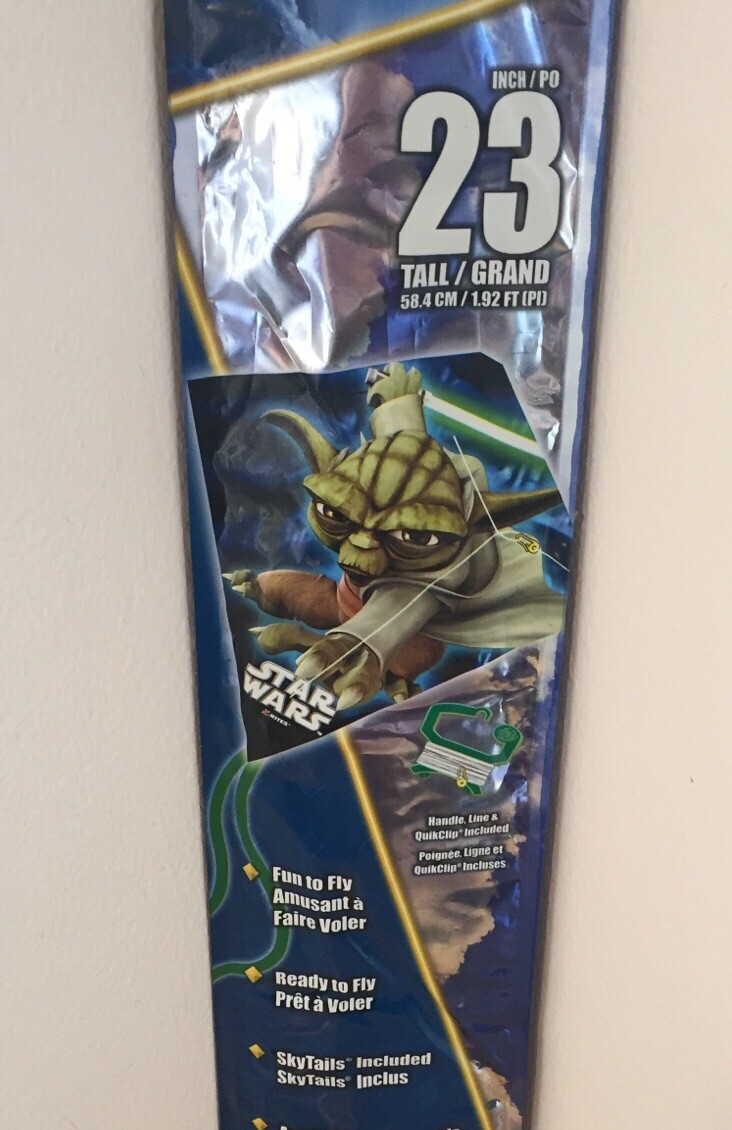 INCH / PO
23
TALL / GRAND
58.4 CM / 1.92 FT (PI)
STAR
WARS™
Handle, Line &
QuikClip® Included
Poignée, Ligne et
QuikClip® Incluses
Fun to Fly
Amusant à
Faire Voler
Ready to Fly
Prêt à Voler
SkyTails® Included
SkyTails® Inclus